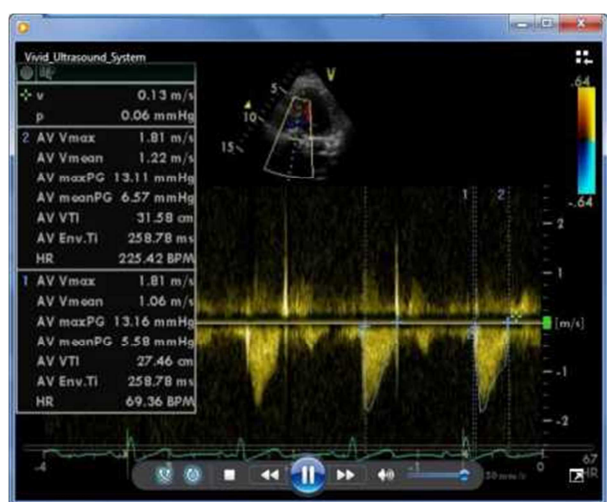 Vivid_Ultrasound_System
v 0.13 m/s
p 0.06 mmHg
2 AV Vmax 1.81 m/s
AV Vmean 1.22 m/s
AV maxPG 13.11 mmHg
AV meanPG 6.57 mmHg
AV VTI 31.58 cm
AV Env.Ti 258.78 ms
HR 225.42 BPM
1 AV Vmax 1.81 m/s
AV Vmean 1.06 m/s
AV maxPG 13.16 mmHg
AV meanPG 5.58 mmHg
AV VTI 27.46 cm
AV Env.Ti 258.78 ms
HR 69.36 BPM
V
5
10
15
.64
-.64
1 2
2
1
[m/s]
-1
-2
-4
-1
0
67
HR